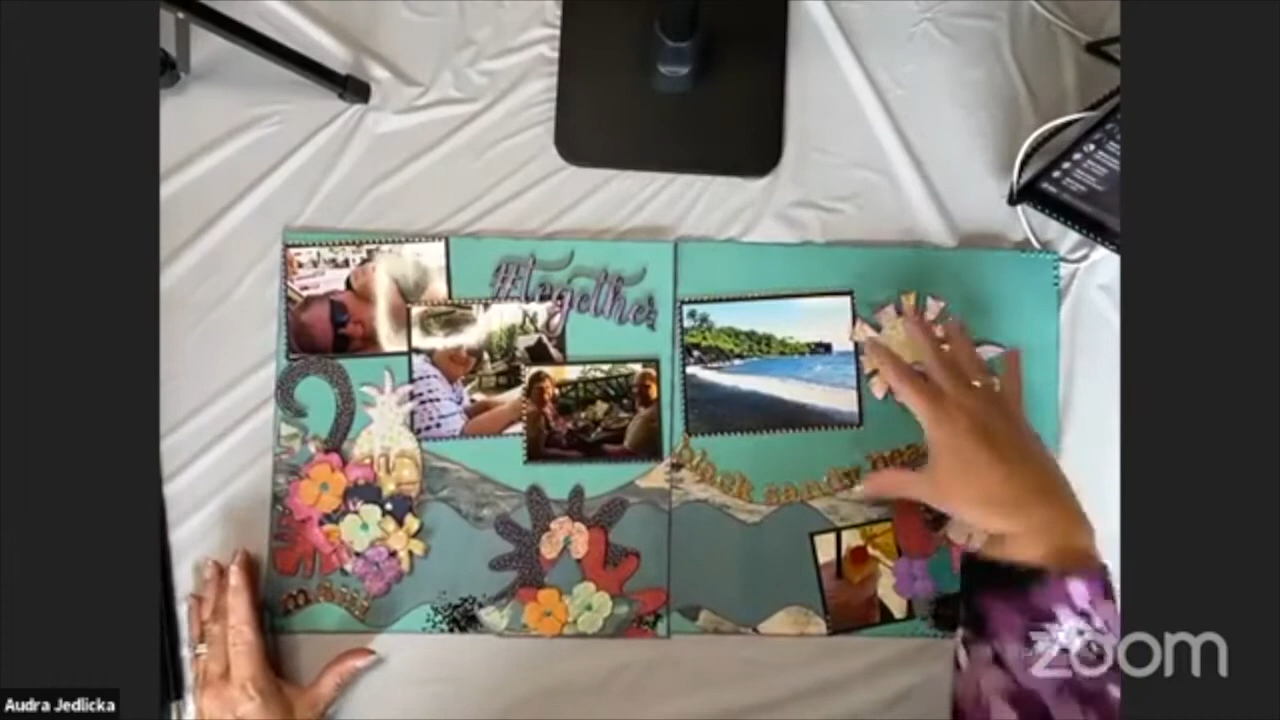 #together
black sandy bea
maui
zoom
Audra Jedlicka